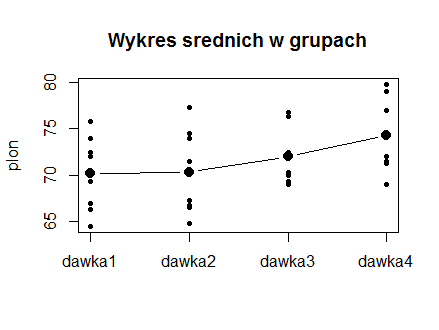 Wykres srednich w grupach
80
75
70
65
plon
dawka1 dawka2 dawka3 dawka4